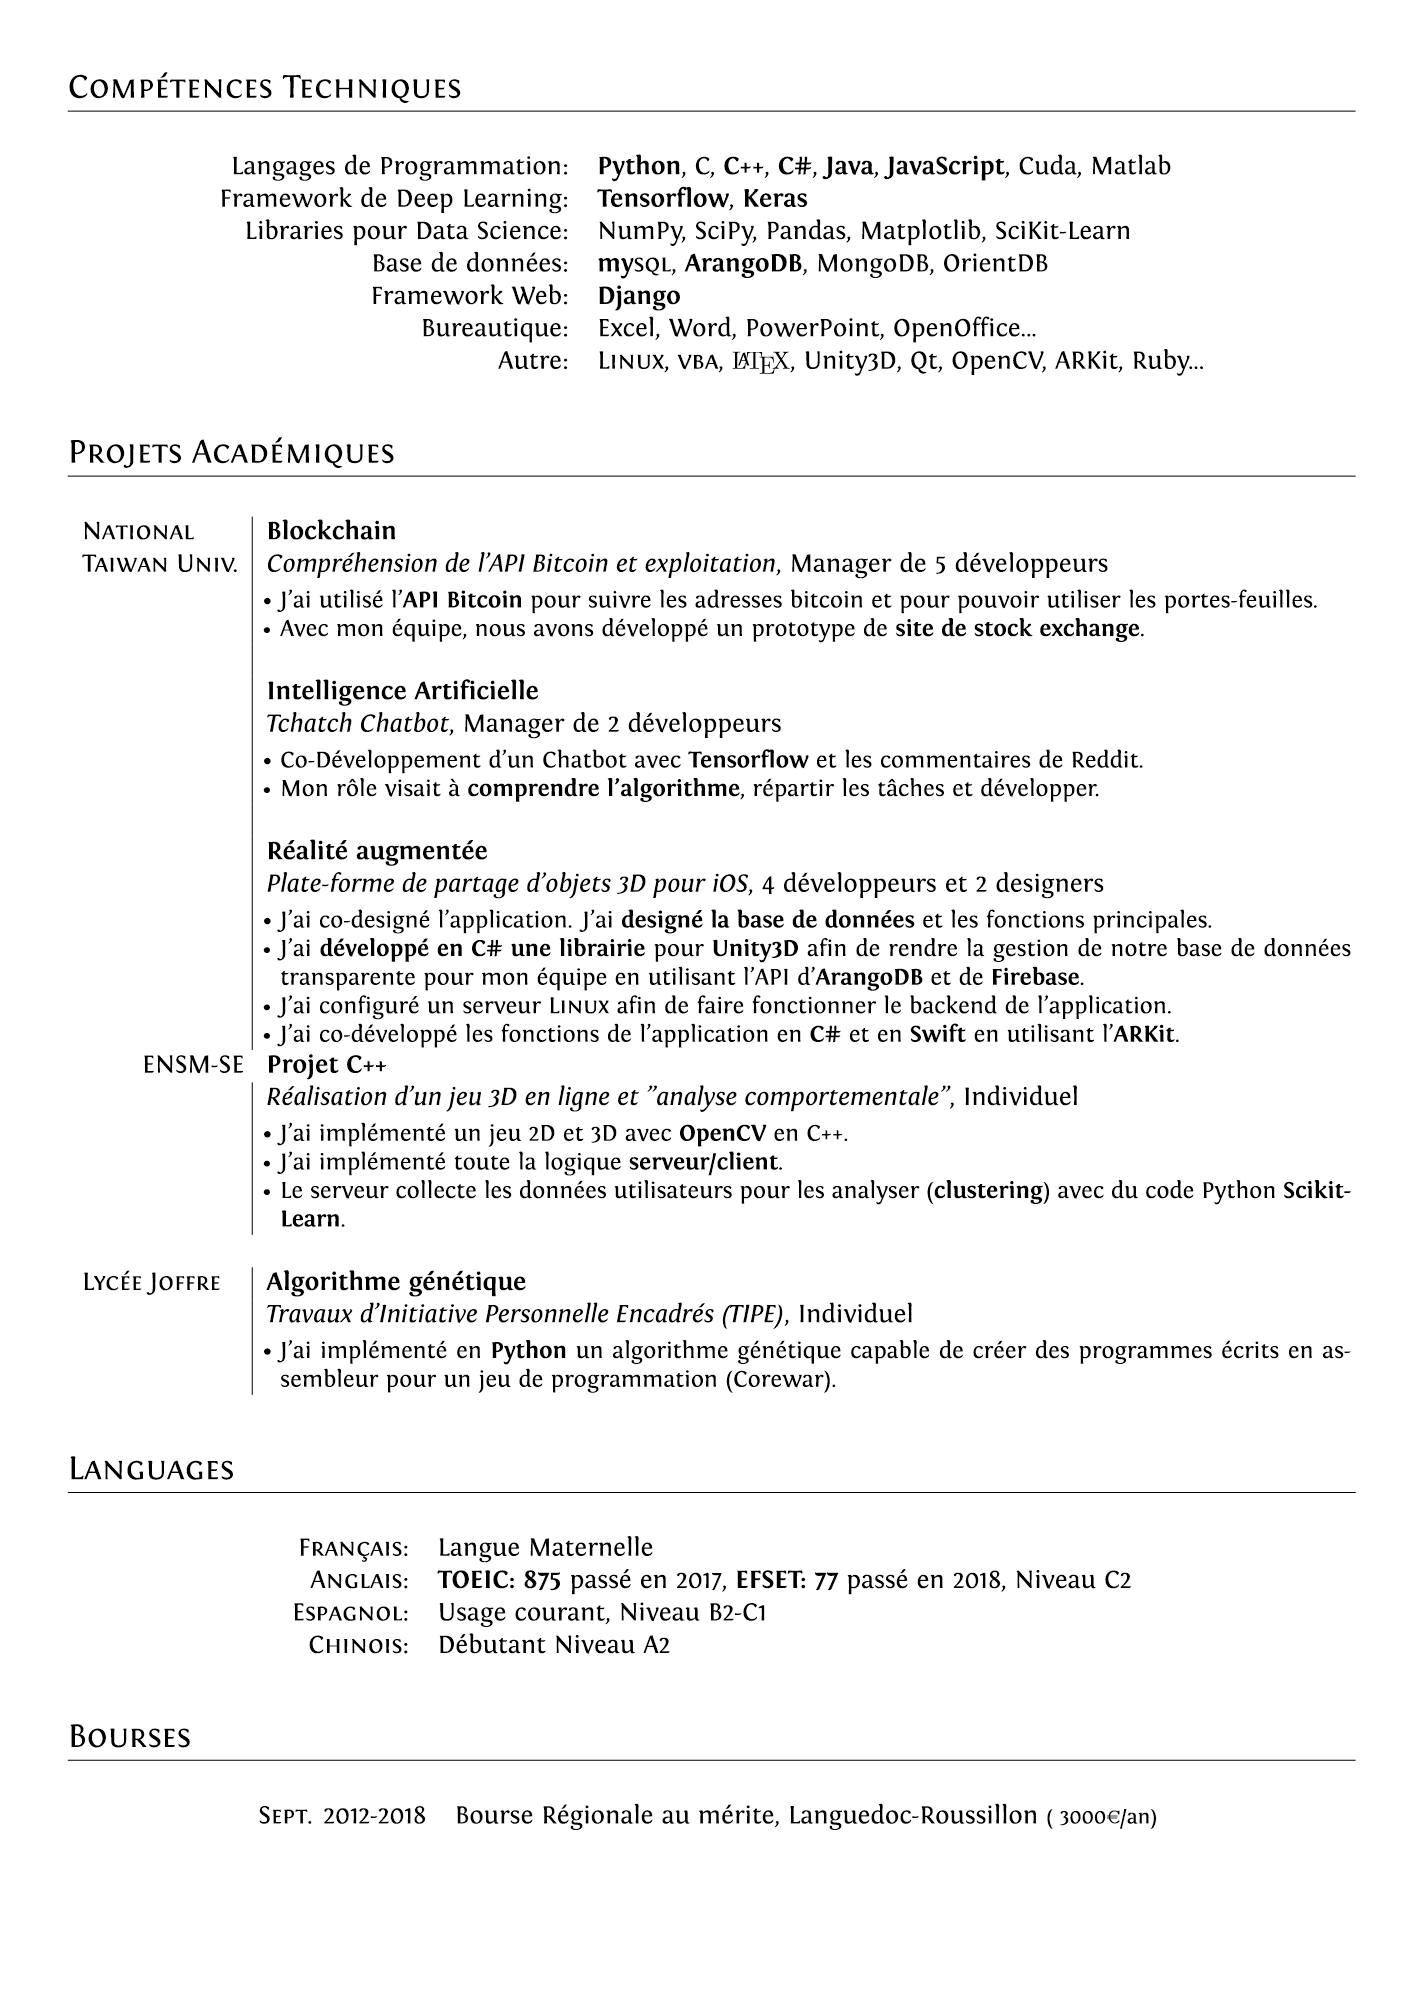 Compétences Techniques
Langages de Programmation: Python, C, C++, C#, Java, JavaScript, Cuda, Matlab
Framework de Deep Learning: Tensorflow, Keras
Libraries pour Data Science: NumPy, SciPy, Pandas, Matplotlib, SciKit-Learn
Base de données: mySQL, ArangoDB, MongoDB, OrientDB
Framework Web: Django
Bureautique: Excel, Word, PowerPoint, OpenOffice...
Autre: Linux, VBA, LATEX, Unity3D, Qt, OpenCV, ARKit, Ruby...
Projets Académiques
National Blockchain
Taiwan Univ. Compréhension de l'API Bitcoin et exploitation, Manager de 5 développeurs
• J'ai utilisé l'API Bitcoin pour suivre les adresses bitcoin et pour pouvoir utiliser les portes-feuilles.
• Avec mon équipe, nous avons développé un prototype de site de stock exchange.
Intelligence Artificielle
Tchatch Chatbot, Manager de 2 développeurs
• Co-Développement d'un Chatbot avec Tensorflow et les commentaires de Reddit.
• Mon rôle visait à comprendre l'algorithme, répartir les tâches et développer.
Réalité augmentée
Plate-forme de partage d'objets 3D pour iOS, 4 développeurs et 2 designers
• J'ai co-designé l'application. J'ai designé la base de données et les fonctions principales.
• J'ai développé en C# une librairie pour Unity3D afin de rendre la gestion de notre base de données
transparente pour mon équipe en utilisant l'API d'ArangoDB et de Firebase.
• J'ai configuré un serveur Linux afin de faire fonctionner le backend de l'application.
• J'ai co-développé les fonctions de l'application en C# et en Swift en utilisant l'ARKit.
ENSM-SE Projet C++
Réalisation d'un jeu 3D en ligne et "analyse comportementale", Individuel
• J'ai implémenté un jeu 2D et 3D avec OpenCV en C++.
• J'ai implémenté toute la logique serveur/client.
• Le serveur collecte les données utilisateurs pour les analyser (clustering) avec du code Python Scikit-
Learn.
Lycée Joffre Algorithme génétique
Travaux d'Initiative Personnelle Encadrés (TIPE), Individuel
• J'ai implémenté en Python un algorithme génétique capable de créer des programmes écrits en as-
sembleur pour un jeu de programmation (Corewar).
Languages
Français: Langue Maternelle
Anglais: TOEIC: 875 passé en 2017, EFSET: 77 passé en 2018, Niveau C2
Espagnol: Usage courant, Niveau B2-C1
Chinois: Débutant Niveau A2
Bourses
Sept. 2012-2018 Bourse Régionale au mérite, Languedoc-Roussillon ( 3000€/an)